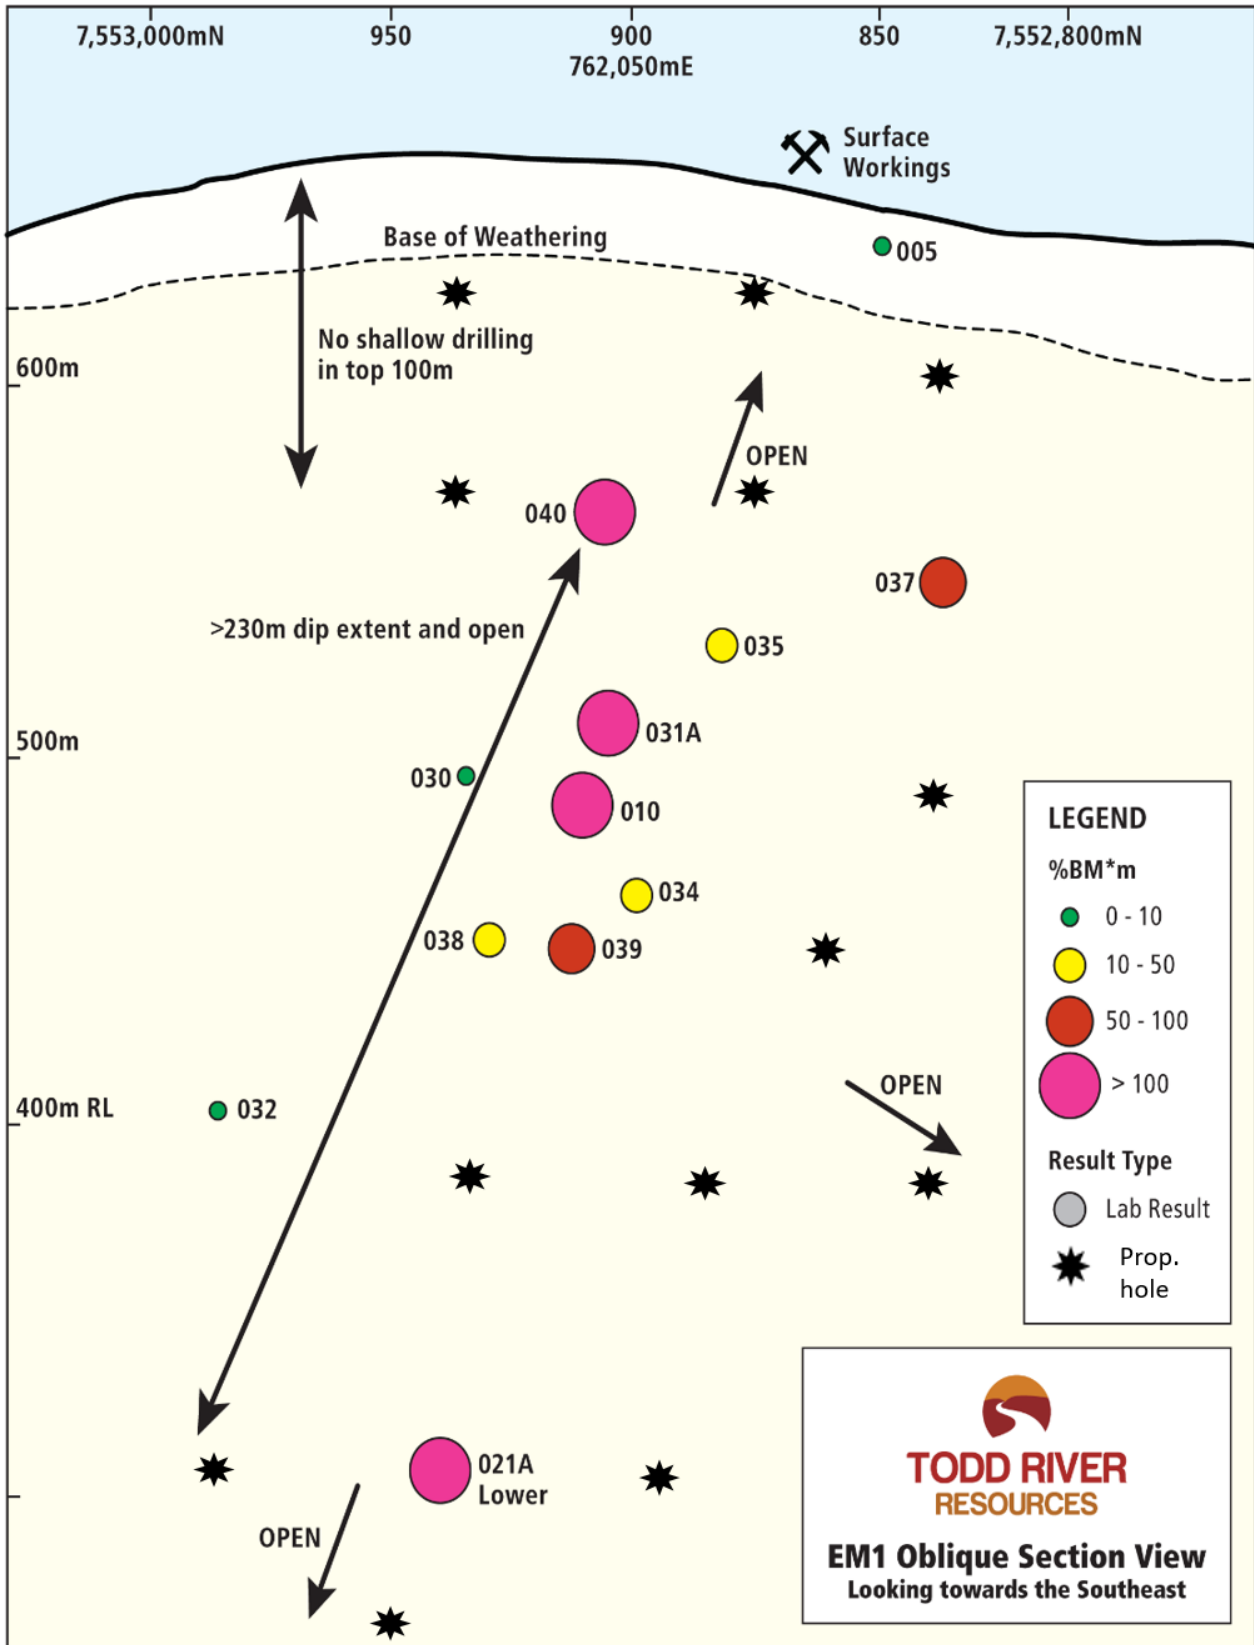 7,553,000mN
950
900
850
7,552,800mN
762,050mE
Surface
Workings
Base of Weathering
005
No shallow drilling
in top 100m
600m
OPEN
040
037
>230m dip extent and open
035
031A
500m
030
010
034
038
039
400m RL
032
OPEN
021A
Lower
OPEN
LEGEND
%BM*m
0 - 10
10 - 50
50 - 100
> 100
Result Type
Lab Result
Prop.
hole
TODD RIVER
RESOURCES
EM1 Oblique Section View
Looking towards the Southeast